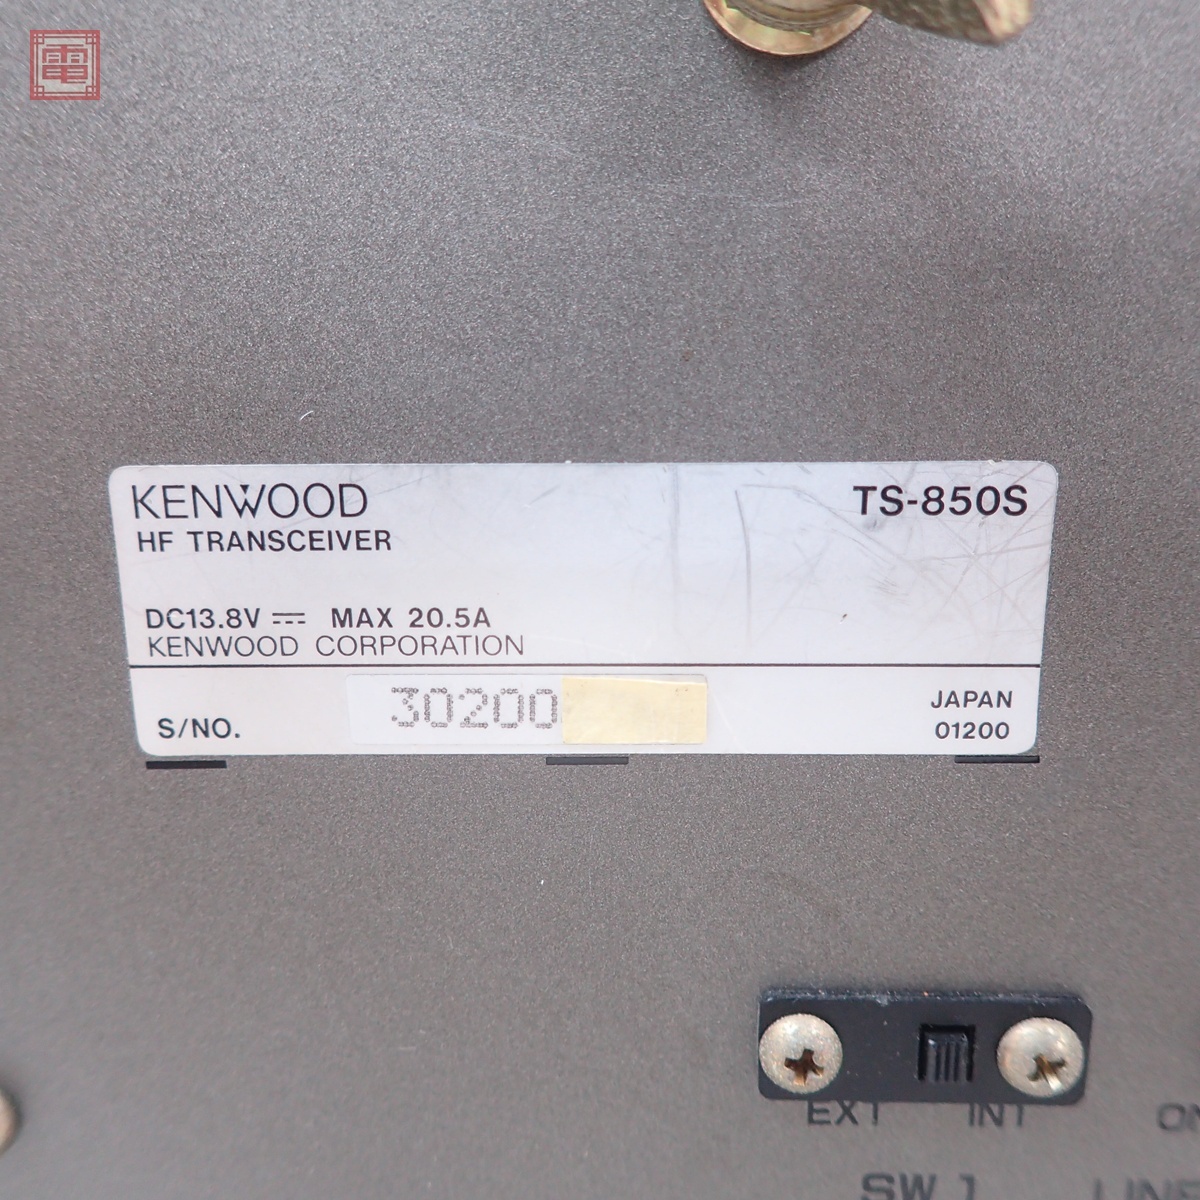 電
KENWOOD
TS-850S
HF TRANSCEIVER
DC13.8V MAX 20.5A
KENWOOD CORPORATION
S/NO. 30200
JAPAN
01200
EXT INT
SW 1